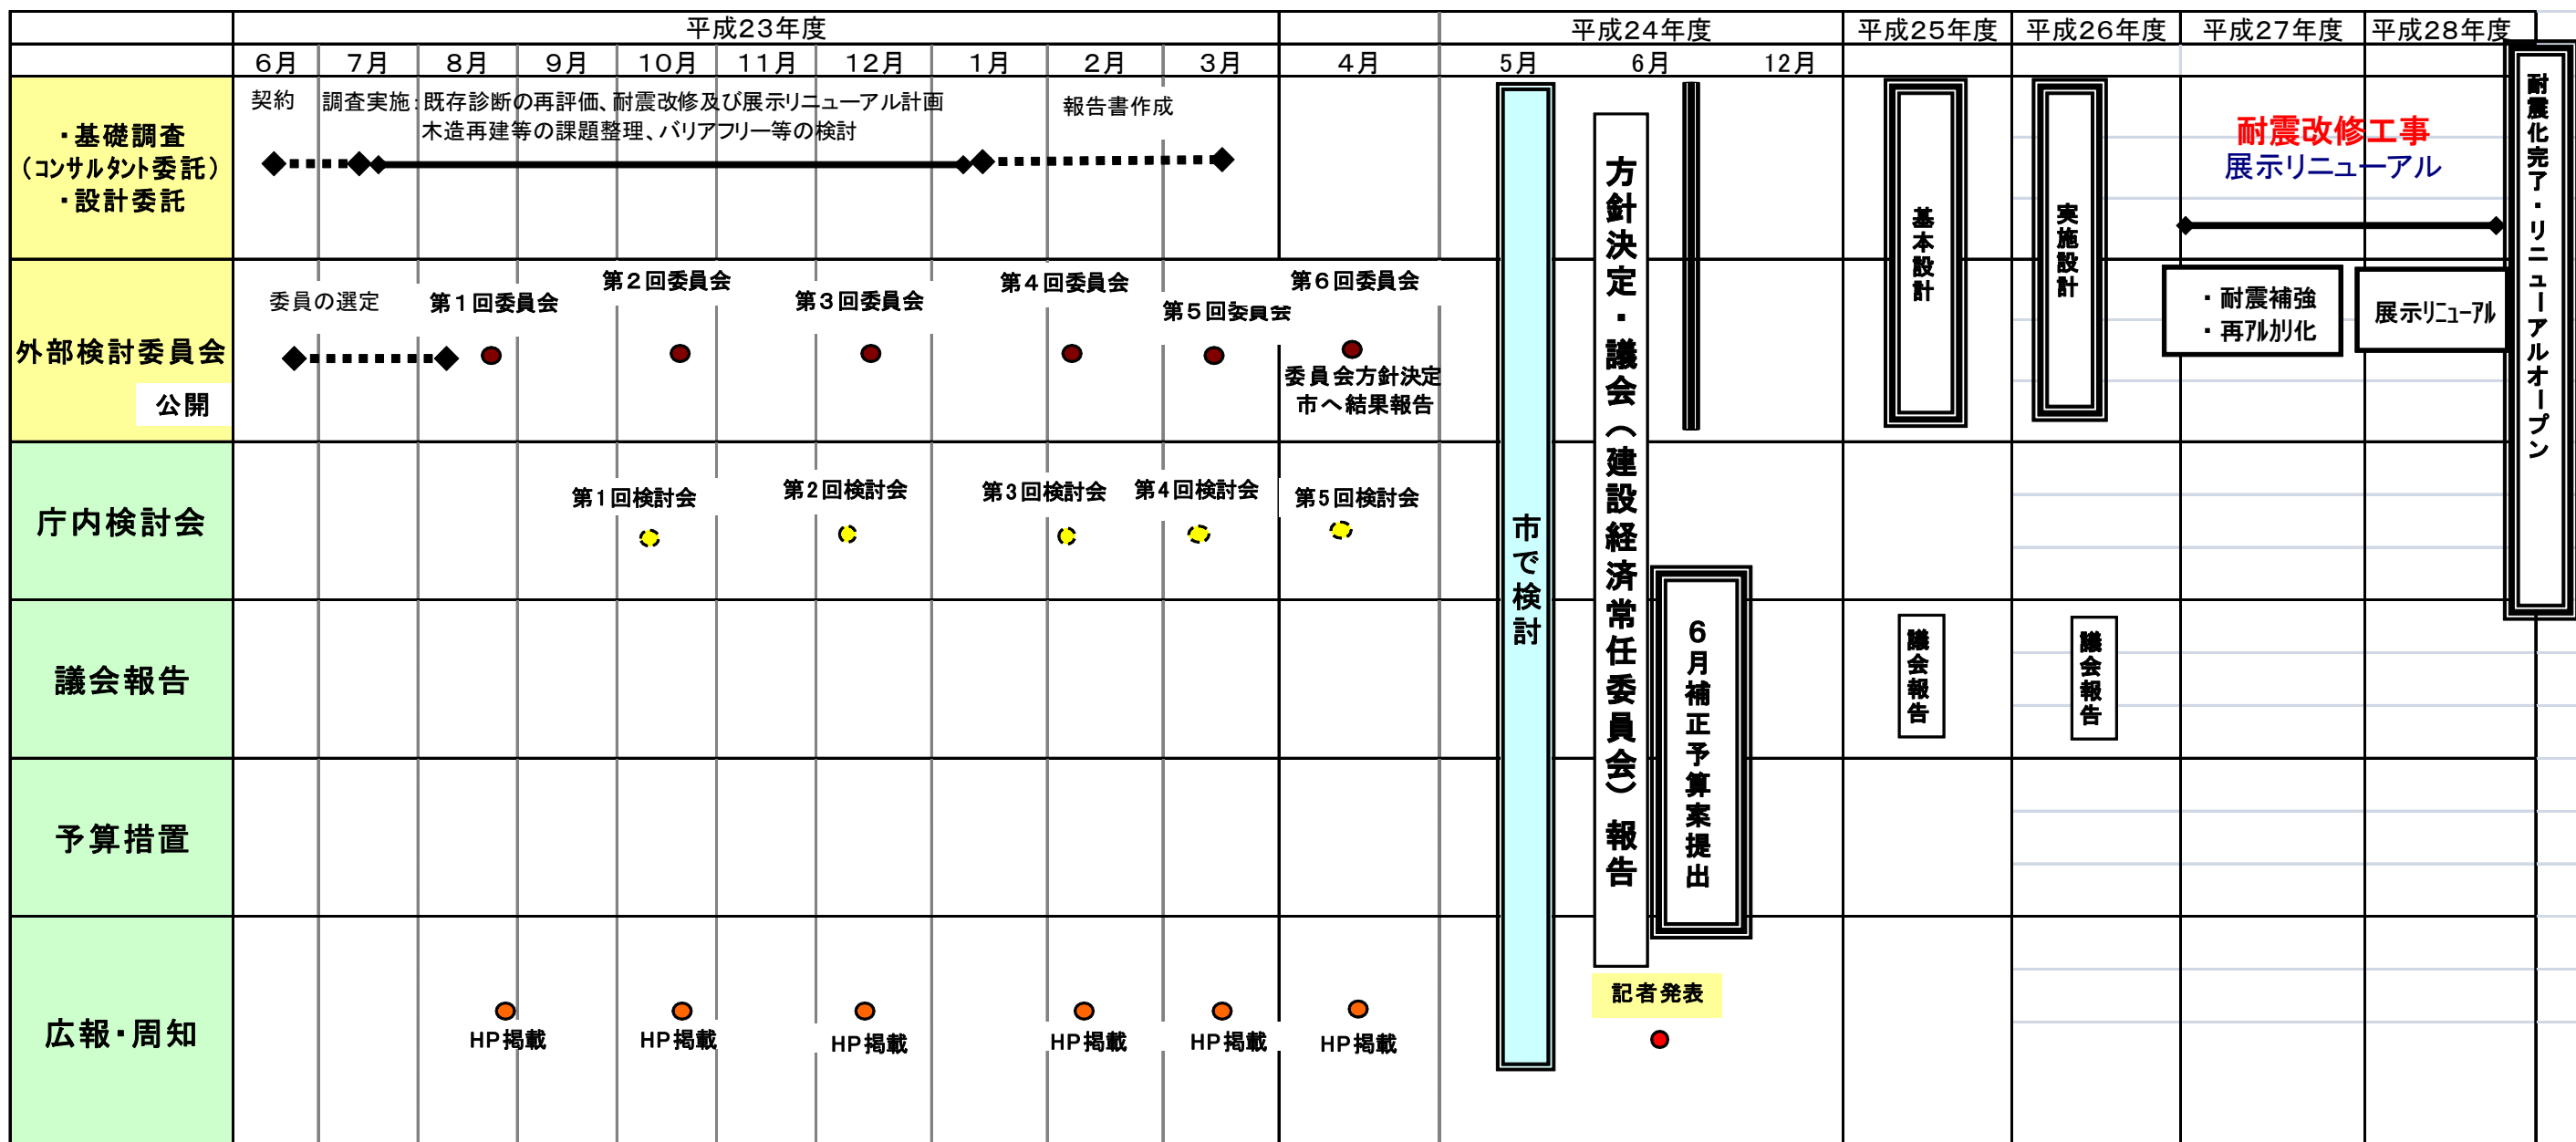 平成23年度
平成24年度
平成25年度
平成26年度
平成27年度
平成28年度
6月
7月
8月
9月
10月
11月
12月
1月
2月
3月
4月
5月
6月
12月
・基礎調査
（コンサルタント委託）
・設計委託
契約
調査実施：既存診断の再評価、耐震改修及び展示リニューアル計画
木造再建等の課題整理、バリアフリー等の検討
報告書作成
耐震改修工事
展示リニューアル
外部検討委員会
公開
委員の選定
第1回委員会
第2回委員会
第3回委員会
第4回委員会
第5回委員会
第6回委員会
委員会方針決定
市へ結果報告
・耐震補強
・再アルカリ化
展示リニューアル
庁内検討会
第1回検討会
第2回検討会
第3回検討会
第4回検討会
第5回検討会
市で検討
方針決定・議会（建設経済常任委員会）報告
6月補正予算案提出
基本設計
実施設計
耐震化完了・リニューアルオープン
議会報告
議会報告
議会報告
予算措置
広報・周知
HP掲載
HP掲載
HP掲載
HP掲載
HP掲載
HP掲載
記者発表